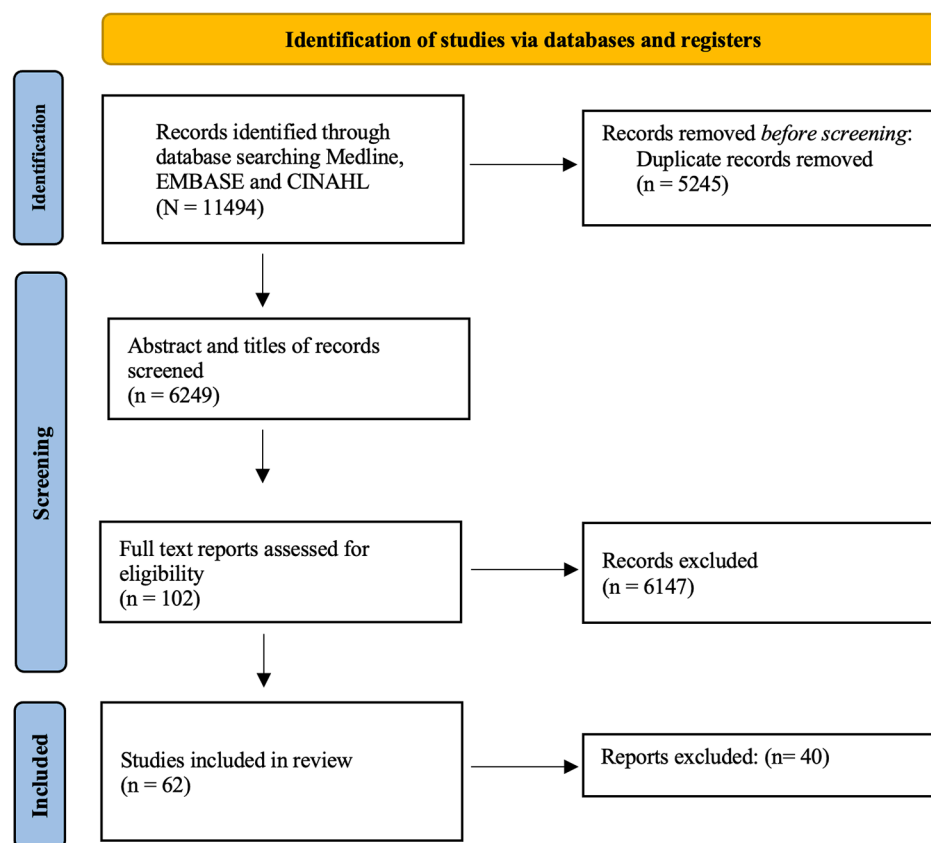 Identification of studies via databases and registers
Identification
Records identified through
database searching Medline,
EMBASE and CINAHL
(N = 11494)
Records removed before screening:
Duplicate records removed
(n = 5245)
Screening
Abstract and titles of records
screened
(n = 6249)
Full text reports assessed for
eligibility
(n = 102)
Records excluded
(n = 6147)
Included
Studies included in review
(n = 62)
Reports excluded: (n= 40)